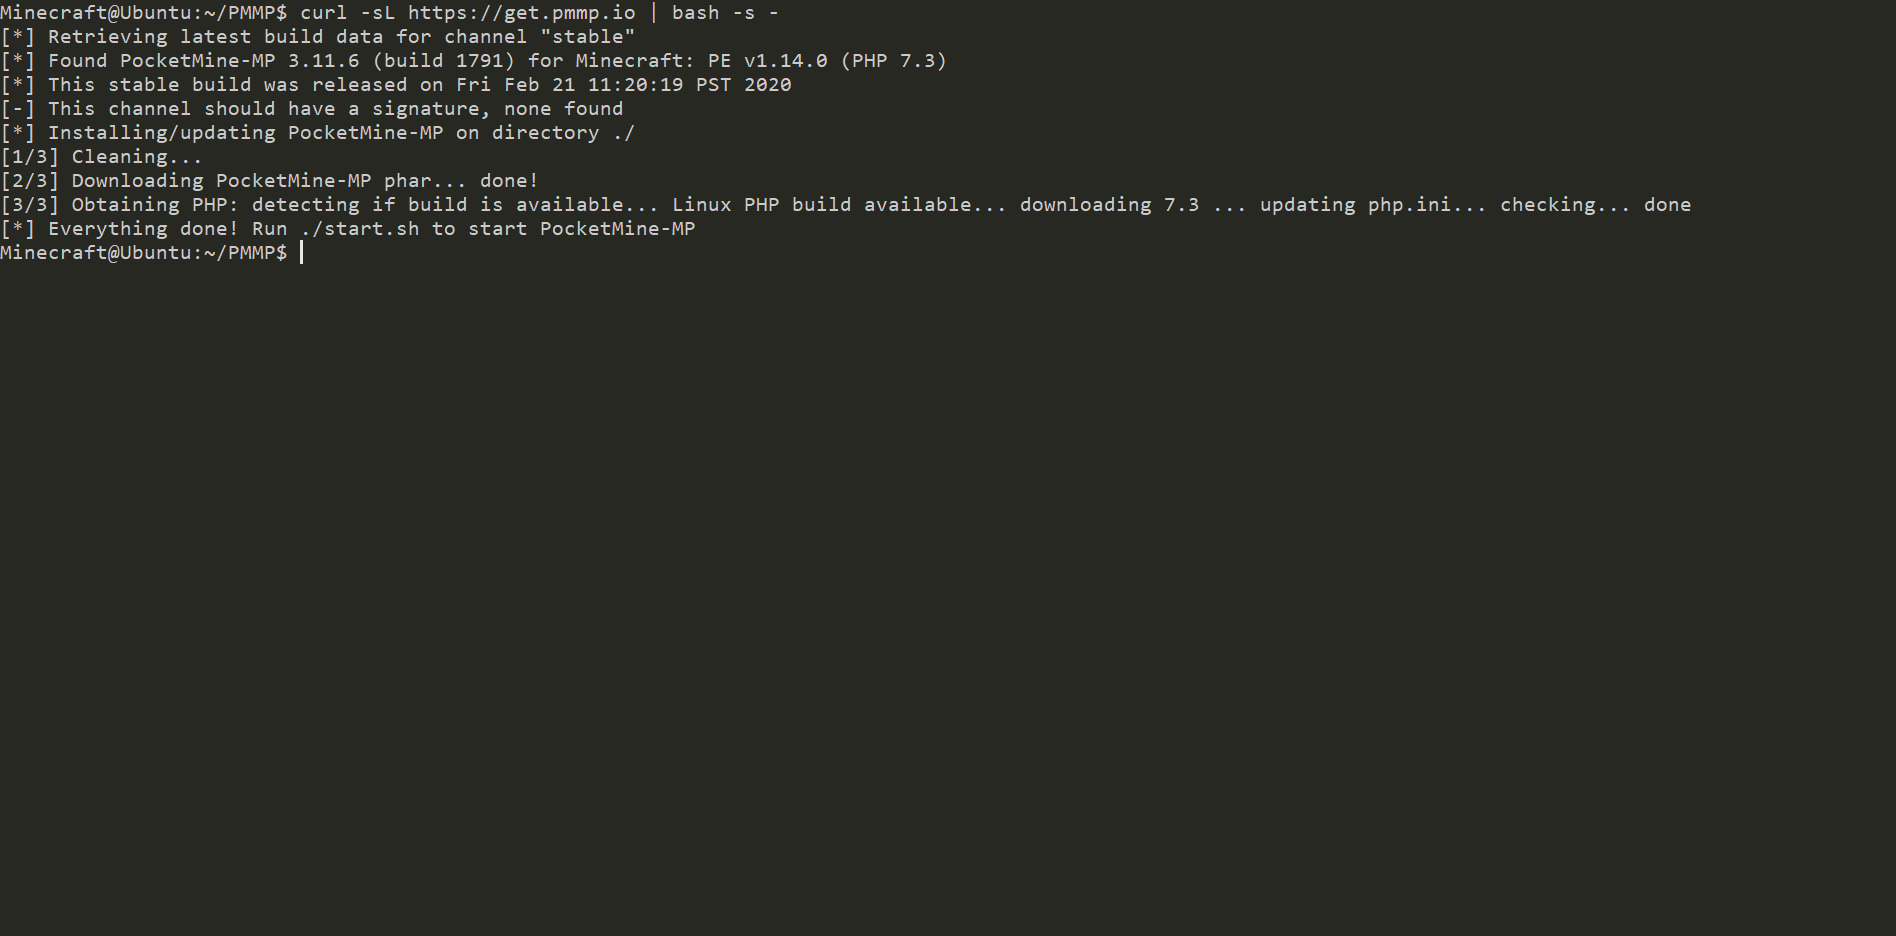 Minecraft@Ubuntu:~/PMMP$ curl -sL https://get.pmmp.io | bash -s -
[*] Retrieving latest build data for channel "stable"
[*] Found PocketMine-MP 3.11.6 (build 1791) for Minecraft: PE v1.14.0 (PHP 7.3)
[*] This stable build was released on Fri Feb 21 11:20:19 PST 2020
[-] This channel should have a signature, none found
[*] Installing/updating PocketMine-MP on directory ./
[1/3] Cleaning...
[2/3] Downloading PocketMine-MP phar... done!
[3/3] Obtaining PHP: detecting if build is available... Linux PHP build available... downloading 7.3 ... updating php.ini... checking... done
[*] Everything done! Run ./start.sh to start PocketMine-MP
Minecraft@Ubuntu:~/PMMP$